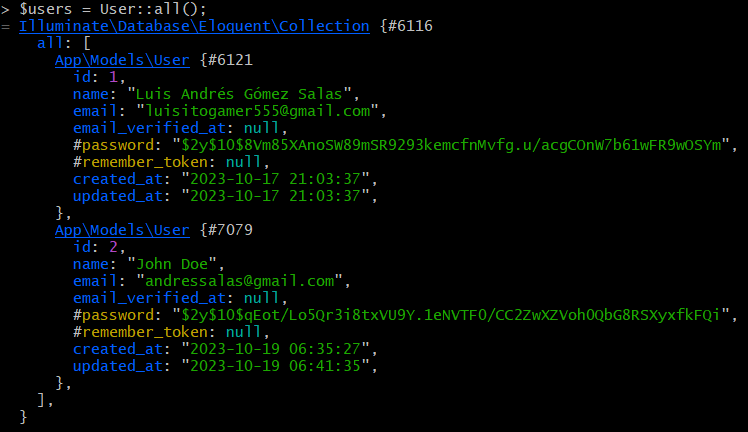 > $users = User::all();
= Illuminate\Database\Eloquent\Collection {#6116
all: [
App\Models\User {#6121
id: 1,
name: "Luis Andrés Gómez Salas",
email: "luisitogamer555@gmail.com",
email_verified_at: null,
#password: "$2y$10$8Vm85XAnoSW89mSR9293kemcfnMvfg.u/acgCOnW7b61wFR9wOSYm",
#remember_token: null,
created_at: "2023-10-17 21:03:37",
updated_at: "2023-10-17 21:03:37",
},
App\Models\User {#7079
id: 2,
name: "John Doe",
email: "andressalas@gmail.com",
email_verified_at: null,
#password: "$2y$10$qEot/Lo5Qr3i8txVU9Y.1eNVTF0/CC2ZwXZVohOQbG8RSXyxfkFQi",
#remember_token: null,
created_at: "2023-10-19 06:35:27",
updated_at: "2023-10-19 06:41:35",
},
],
}